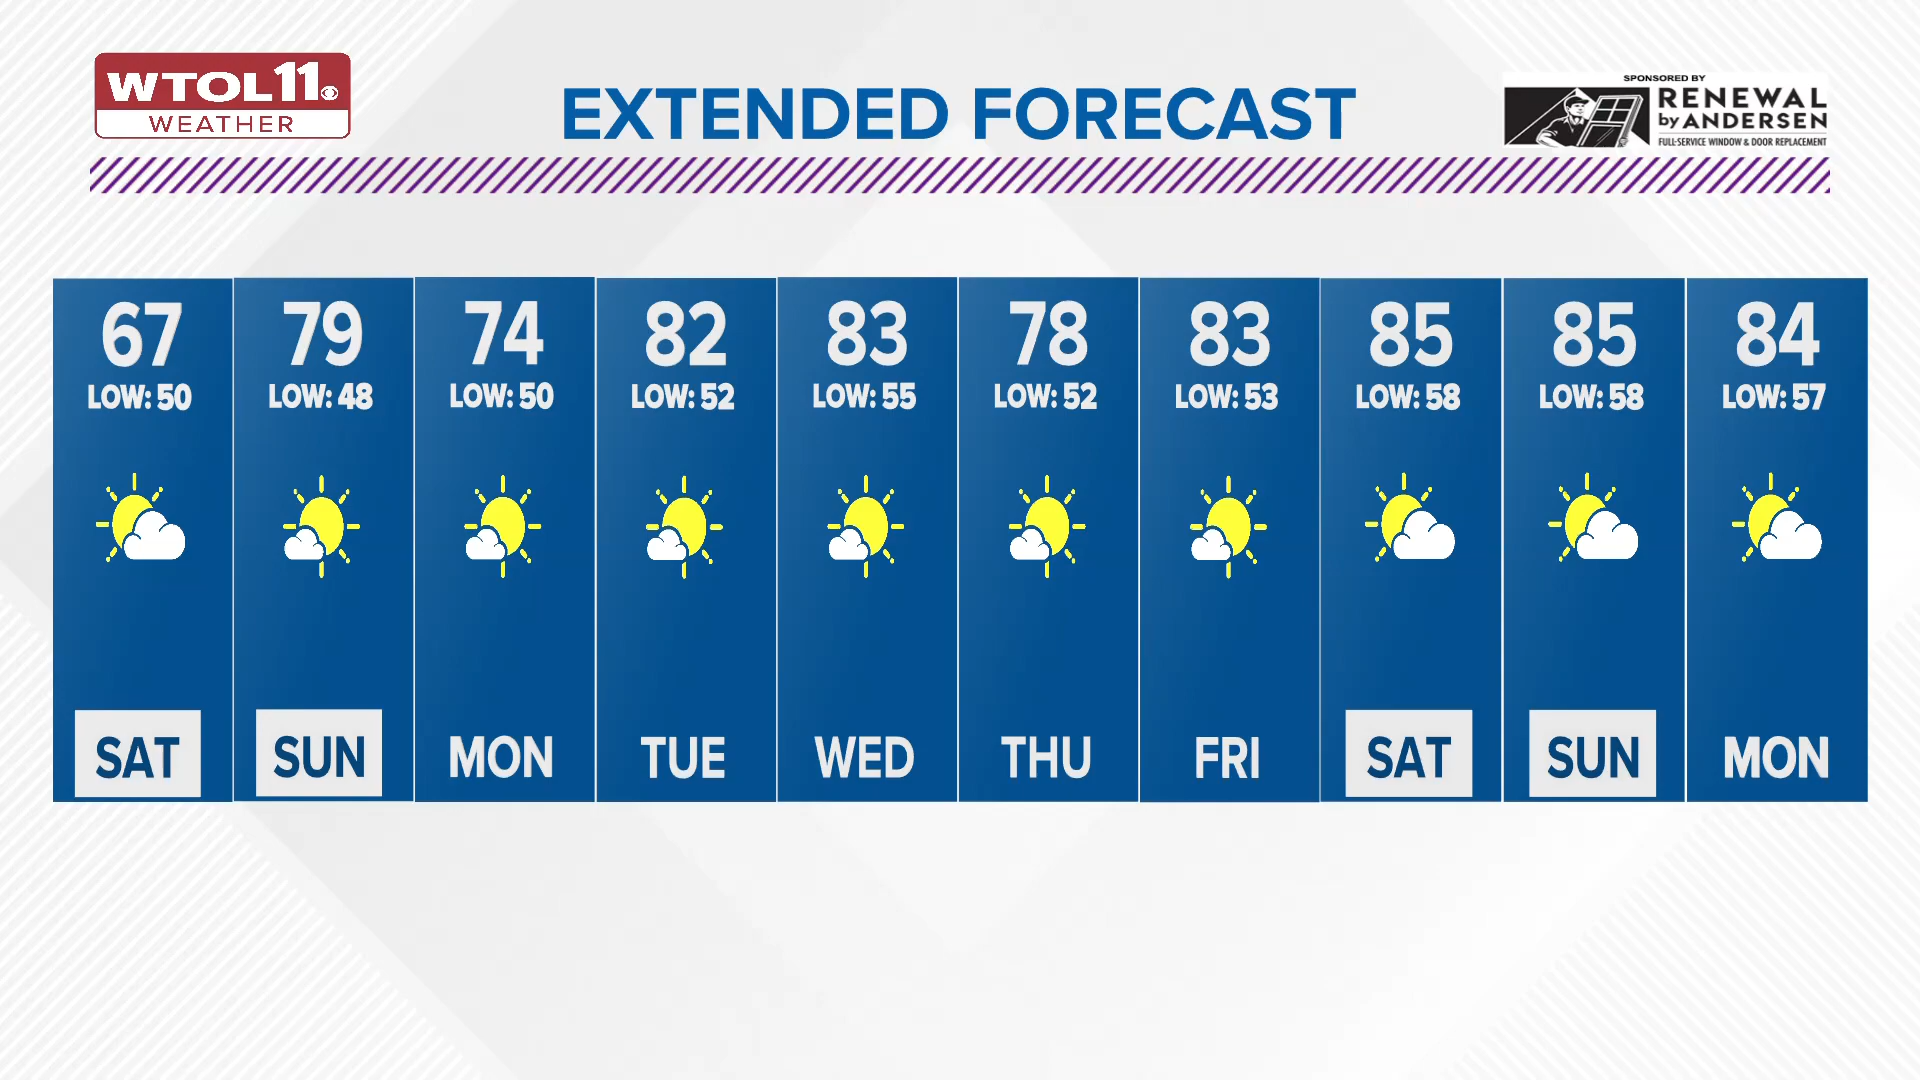 WTOL 11
WEATHER
EXTENDED FORECAST
SPONSORED BY
RENEWAL
by ANDERSEN
FULL-SERVICE WINDOW & DOOR REPLACEMENT
67 79 74 82 83 78 83 85 85 84
LOW: 50 LOW: 48 LOW: 50 LOW: 52 LOW: 55 LOW: 52 LOW: 53 LOW: 58 LOW: 58 LOW: 57
SAT SUN MON TUE WED THU FRI SAT SUN MON